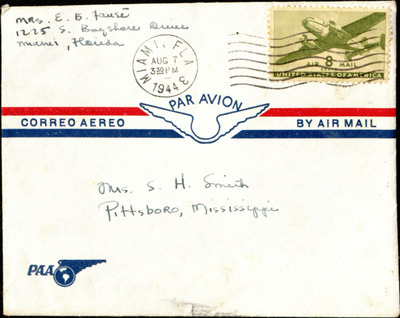 Mrs. E. B. Fause
1225 S. Bayshore Drive
Miami, Florida
MIAMI, FLA.
AUG 7
3 30 PM
1944
8
AIR MAIL
UNITED STATES OF AMERICA
PAR AVION
CORREO AEREO
BY AIR MAIL
Mrs. S. H. Smith
Pittsboro, Mississippi
PAA